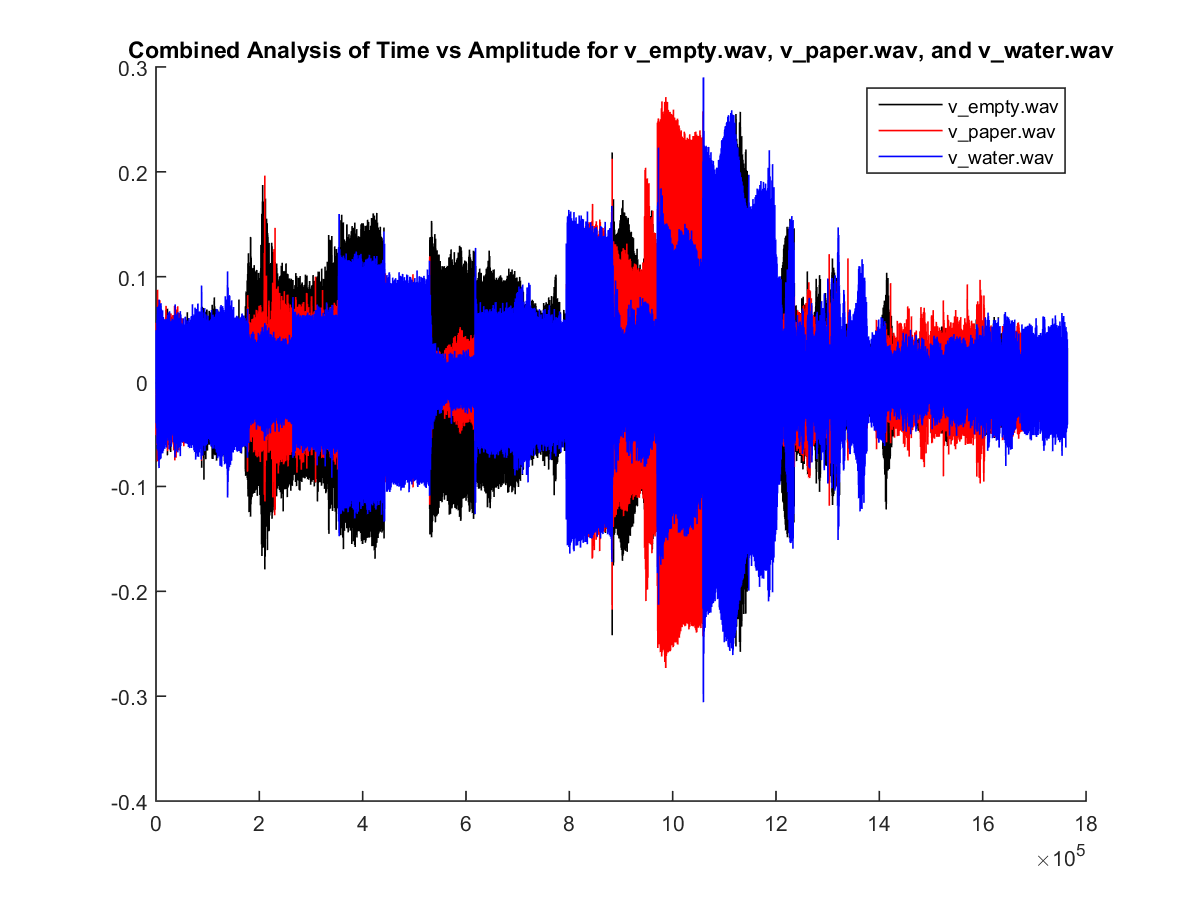 Combined Analysis of Time vs Amplitude for v_empty.wav, v_paper.wav, and v_water.wav
0.3
v_empty.wav
v_paper.wav
v_water.wav
0.2
0.1
0
-0.1
-0.2
-0.3
-0.4
0 2 4 6 8 10 12 14 16 18
×10^5